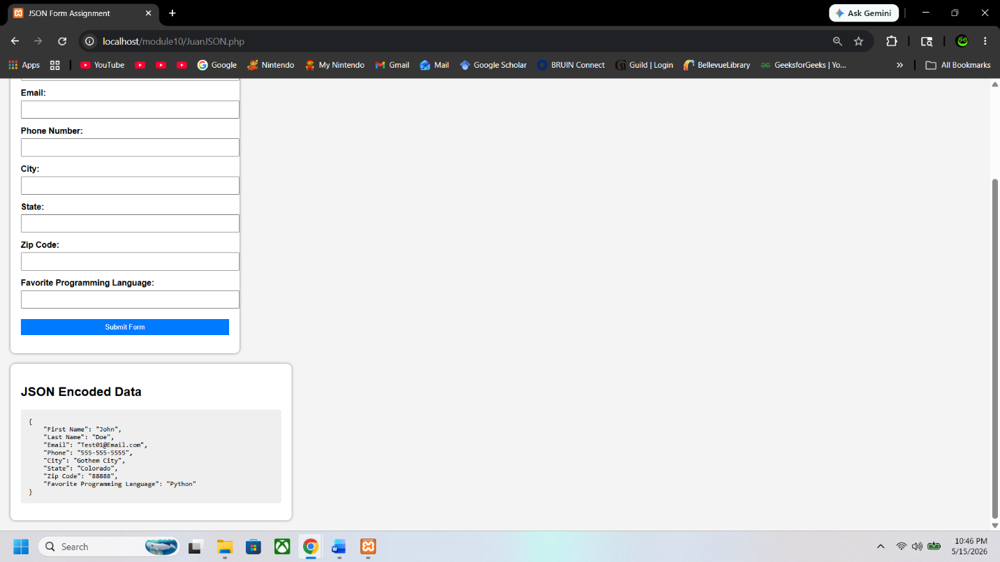 JSON Form Assignment
Ask Gemini
localhost/module10/JuanJSON.php
Apps YouTube Google Nintendo My Nintendo Gmail Mail Google Scholar BRUIN Connect Guild | Login BellevueLibrary GeeksforGeeks | Yo... » All Bookmarks
Email:
Phone Number:
City:
State:
Zip Code:
Favorite Programming Language:
Submit Form
JSON Encoded Data
{
    "First Name": "John",
    "Last Name": "Doe",
    "Email": "Test01@Email.com",
    "Phone": "555-555-5555",
    "City": "Gothem City",
    "State": "Colorado",
    "Zip Code": "88888",
    "Favorite Programming Language": "Python"
}
Search
10:46 PM
5/15/2026